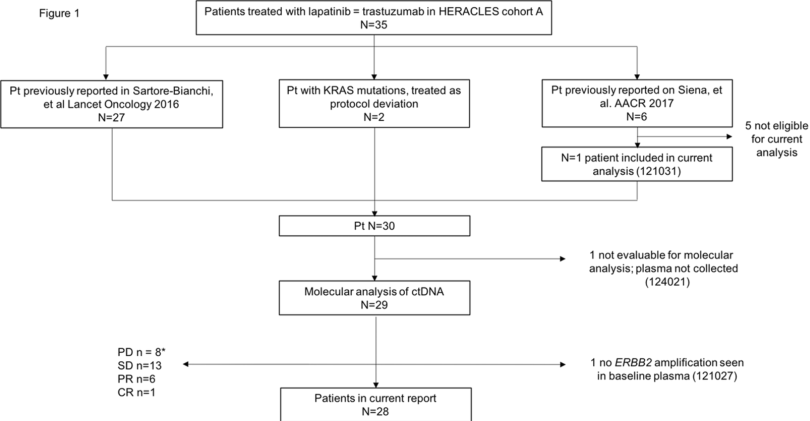 Figure 1
Patients treated with lapatinib = trastuzumab in HERACLES cohort A
N=35
Pt previously reported in Sartore-Bianchi,
et al Lancet Oncology 2016
N=27
Pt with KRAS mutations, treated as
protocol deviation
N=2
Pt previously reported on Siena, et
al. AACR 2017
N=6
5 not eligible
for current
analysis
N=1 patient included in current
analysis (121031)
Pt N=30
1 not evaluable for molecular
analysis; plasma not collected
(124021)
Molecular analysis of ctDNA
N=29
PD n = 8*
SD n=13
PR n=6
CR n=1
1 no ERBB2 amplification seen
in baseline plasma (121027)
Patients in current report
N=28